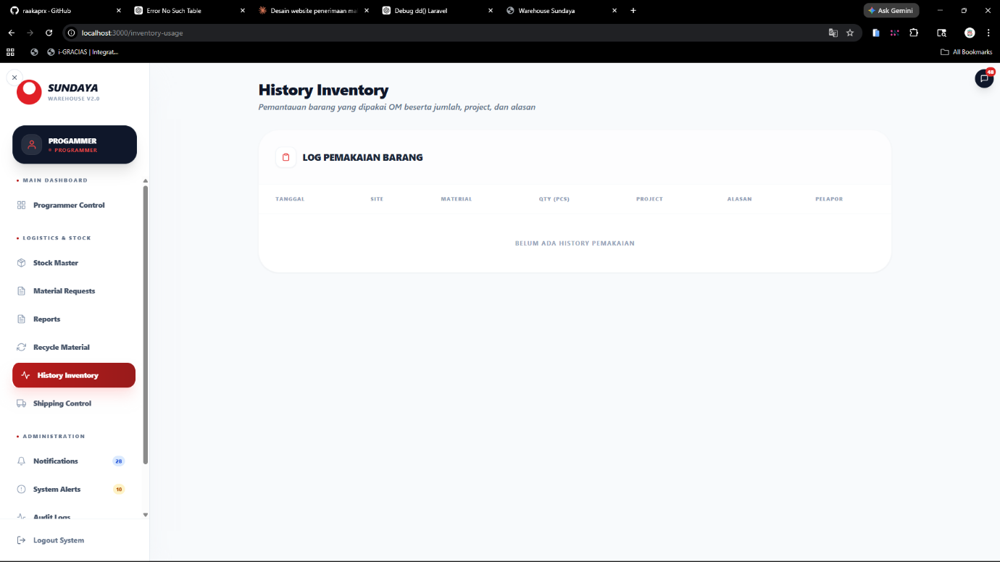 raakaprx · GitHub
Error No Such Table
Desain website penerimaan ma
Debug dd() Laravel
Warehouse Sundaya
Ask Gemini
localhost:3000/inventory-usage
i-GRACIAS | Integrat...
All Bookmarks
SUNDAYA
WAREHOUSE V2.0
PROGAMMER
PROGRAMMER
MAIN DASHBOARD
Programmer Control
LOGISTICS & STOCK
Stock Master
Material Requests
Reports
Recycle Material
History Inventory
Shipping Control
ADMINISTRATION
Notifications 28
System Alerts 10
Audit Logs
Logout System
48
History Inventory
Pemantauan barang yang dipakai OM beserta jumlah, project, dan alasan
LOG PEMAKAIAN BARANG
TANGGAL SITE MATERIAL QTY (PCS) PROJECT ALASAN PELAPOR
BELUM ADA HISTORY PEMAKAIAN